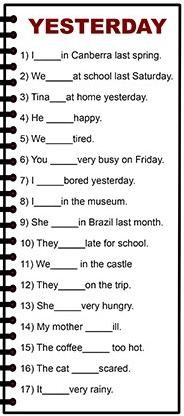 YESTERDAY
1) I_____in Canberra last spring.
2) We_____at school last Saturday.
3) Tina____at home yesterday.
4) He _____happy.
5) We_____tired.
6) You _____very busy on Friday.
7) I _____bored yesterday.
8) I_____in the museum.
9) She _____in Brazil last month.
10) They_____late for school.
11) We_____ in the castle
12) They_____on the trip.
13) She_____very hungry.
14) My mother _____ill.
15) The coffee_____ too hot.
16) The cat _____scared.
17) It_____very rainy.